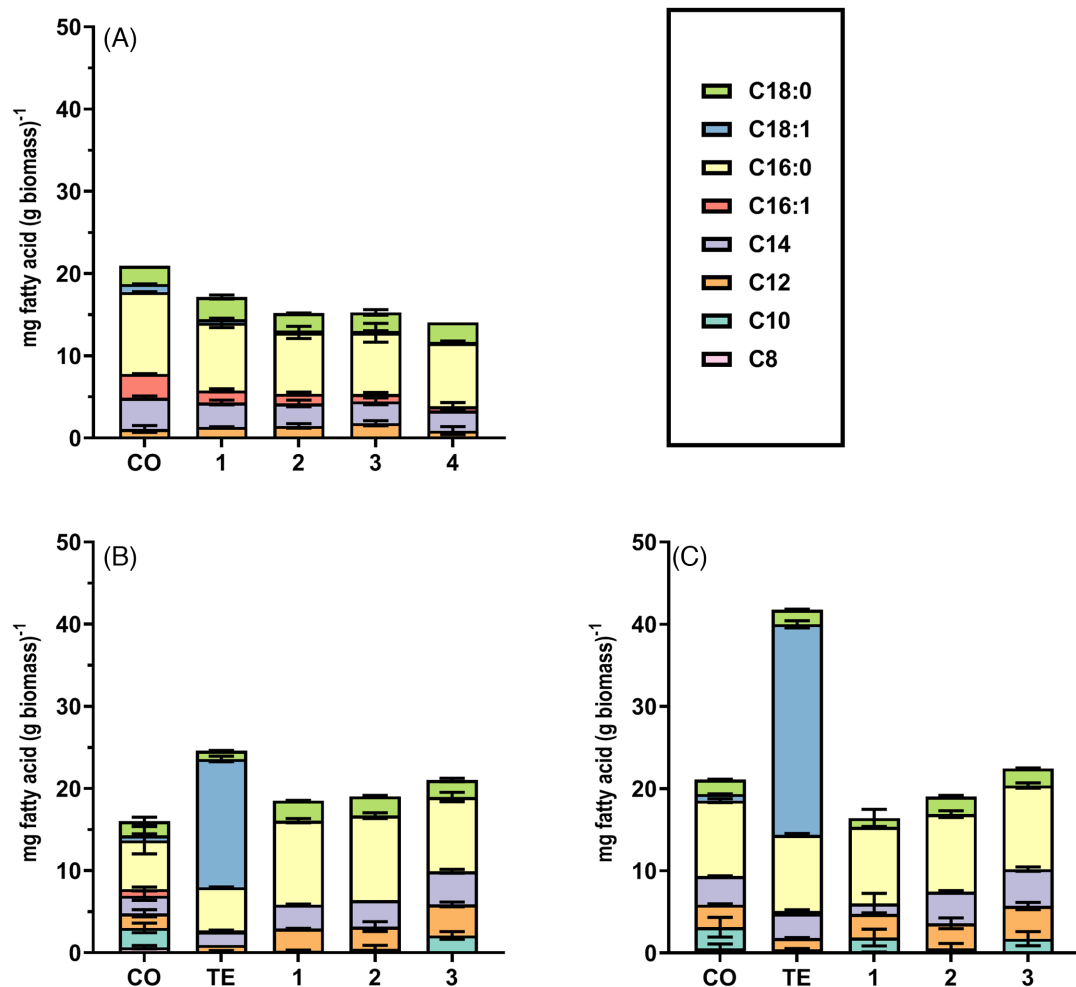 (A)
50
40
30
20
10
0
mg fatty acid (g biomass)-1
CO 1 2 3 4
C18:0
C18:1
C16:0
C16:1
C14
C12
C10
C8
(B)
50
40
30
20
10
0
mg fatty acid (g biomass)-1
CO TE 1 2 3
(C)
50
40
30
20
10
0
mg fatty acid (g biomass)-1
CO TE 1 2 3